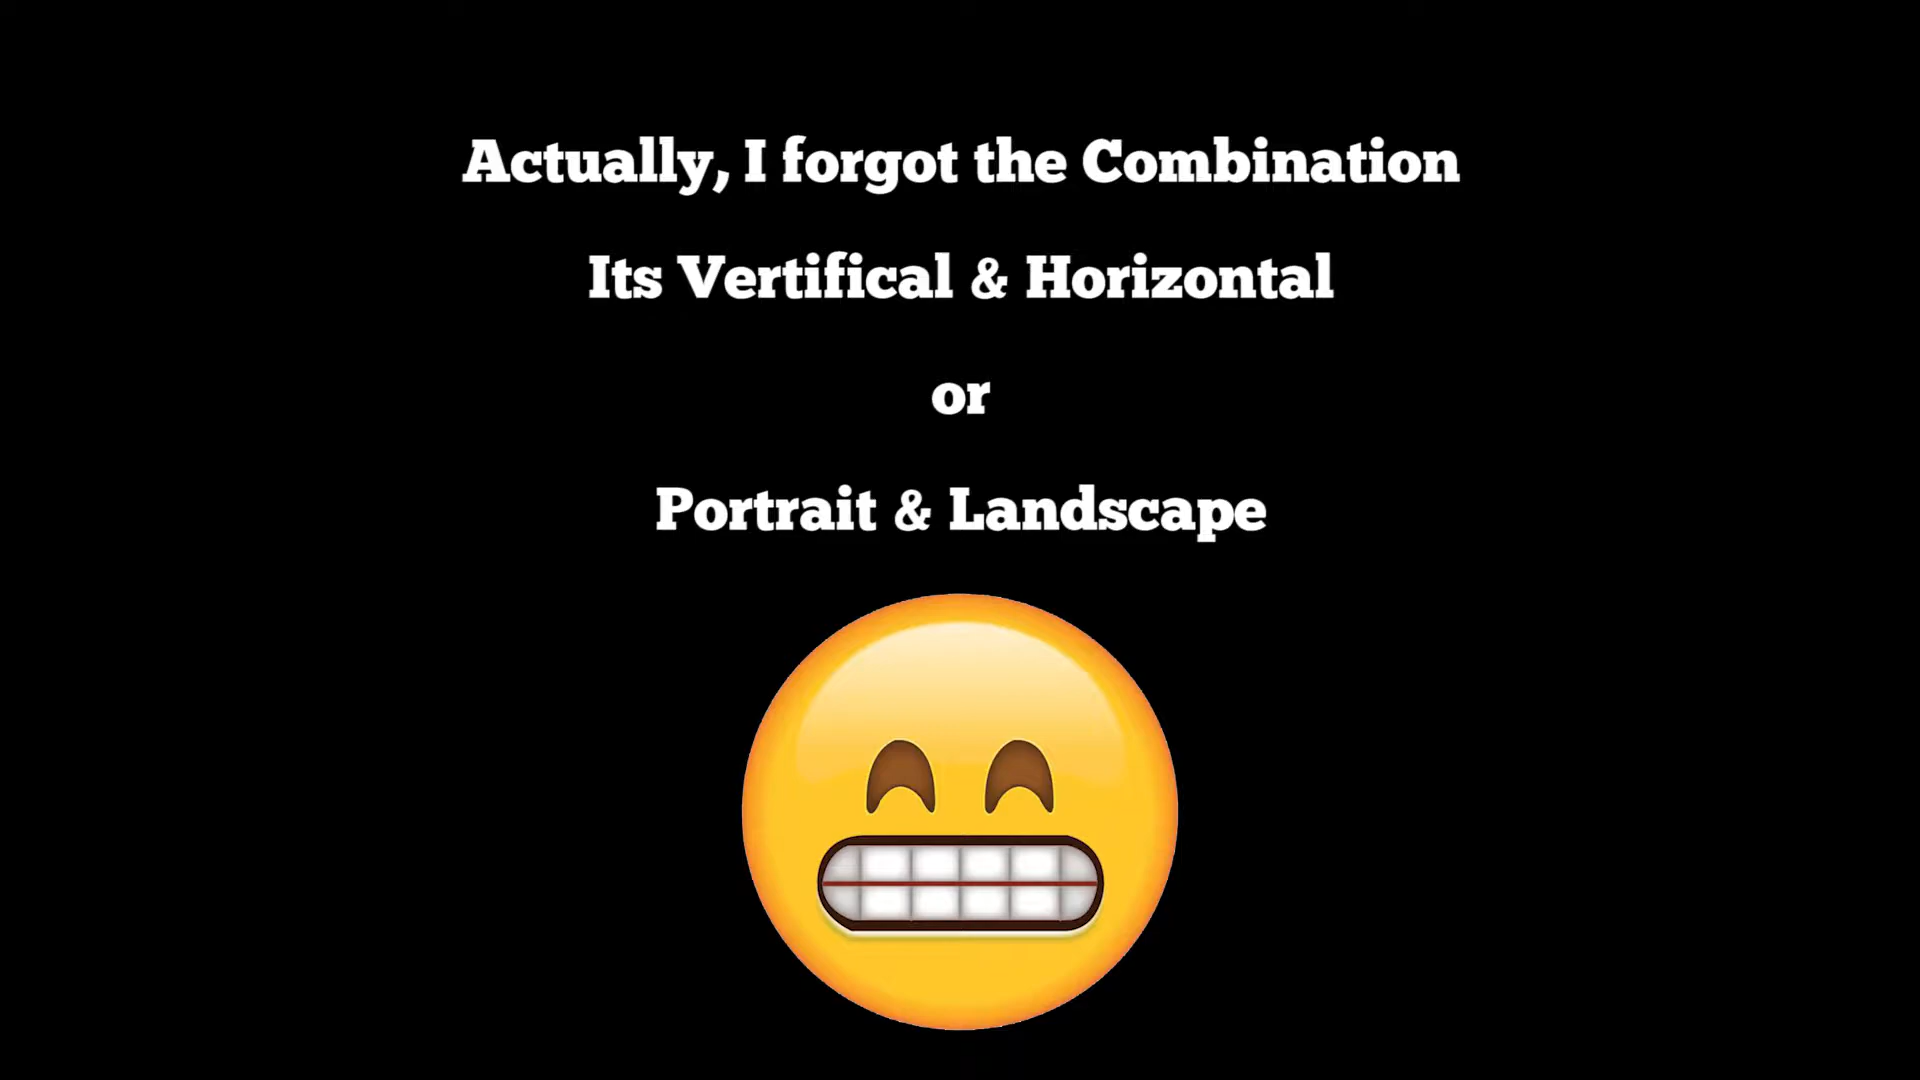 Actually, I forgot the Combination
Its Vertifical & Horizontal
or
Portrait & Landscape